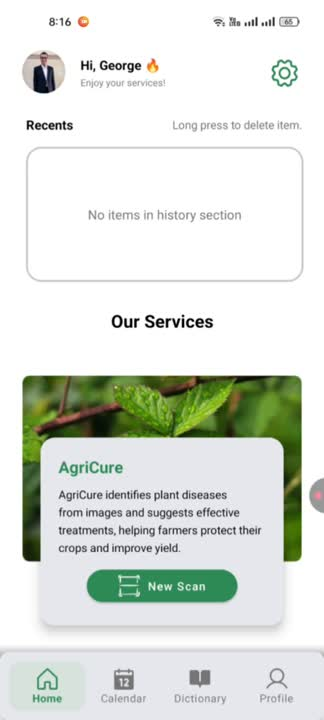 8:16
65
Hi, George 🔥
Enjoy your services!
Recents
Long press to delete item.
No items in history section
Our Services
AgriCure
AgriCure identifies plant diseases
from images and suggests effective
treatments, helping farmers protect their
crops and improve yield.
New Scan
12
Home
Calendar
Dictionary
Profile